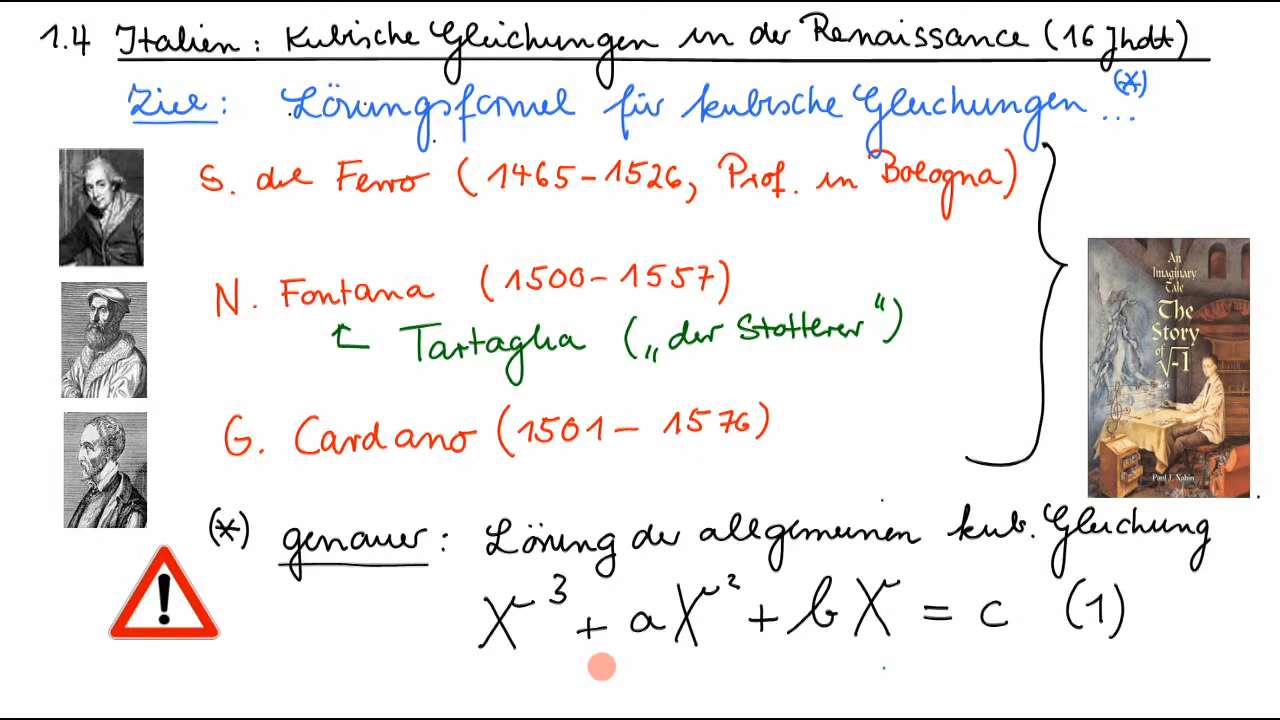 1.4 Italien: Kubische Gleichungen in der Renaissance (16 Jhdt)
Ziel: Lösungsformel für kubische Gleichungen ... (*)
S. del Ferro (1465-1526, Prof. in Bologna)
N. Fontana (1500-1557)
Tartaglia („der Stotterer“)
G. Cardano (1501-1576)
An
Imaginary
Tale
The
Story
of √-1
Paul J. Nahin
(*) genauer: Lösung der allgemeinen kub. Gleichung
!
X³ + aX² + bX = c (1)